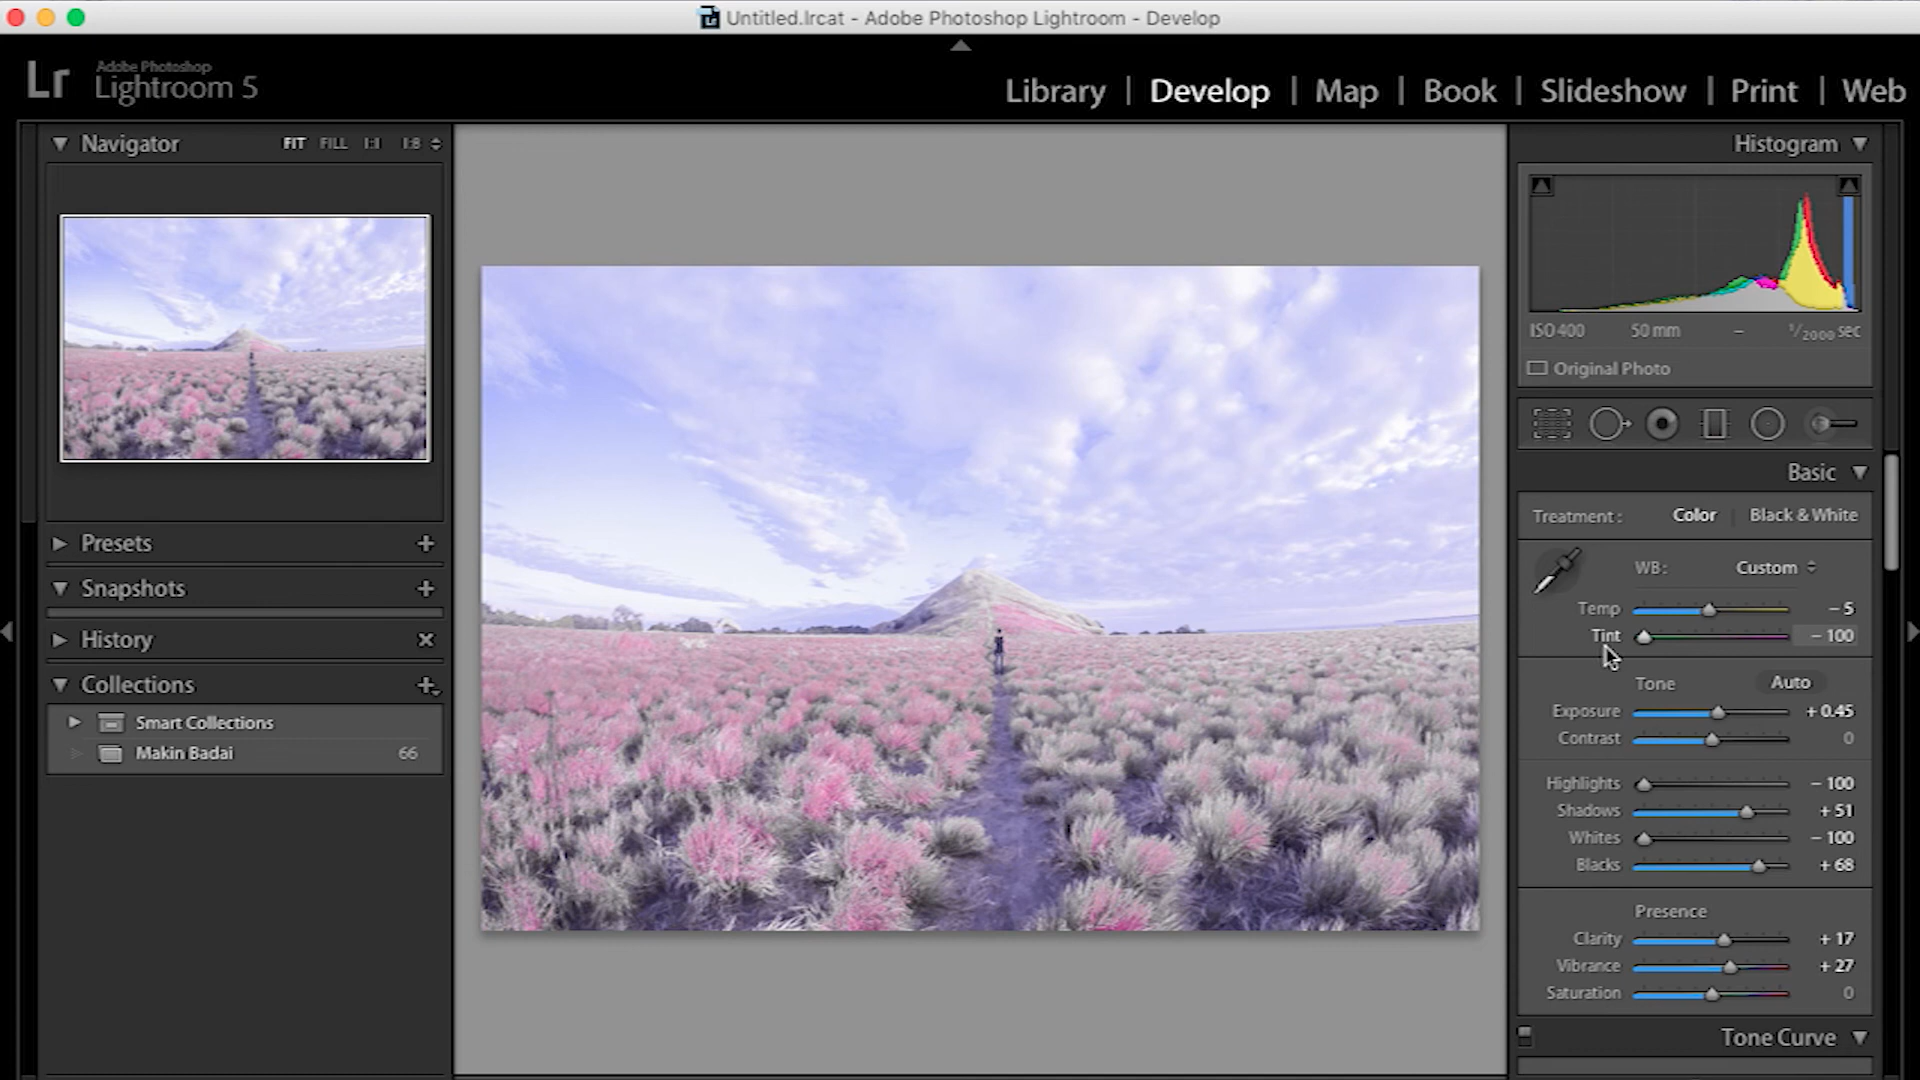 Untitled.lrcat - Adobe Photoshop Lightroom - Develop
Lr Adobe Photoshop
Lightroom 5
Library | Develop | Map | Book | Slideshow | Print | Web
Navigator FIT FILL 1:1 1:8
Presets
Snapshots
History
Collections
Smart Collections
Makin Badai 66
Histogram
ISO 400 50 mm – 1/2000 sec
Original Photo
Basic
Treatment : Color | Black & White
WB : Custom
Temp – 5
Tint – 100
Tone Auto
Exposure + 0.45
Contrast 0
Highlights – 100
Shadows + 51
Whites – 100
Blacks + 68
Presence
Clarity + 17
Vibrance + 27
Saturation 0
Tone Curve